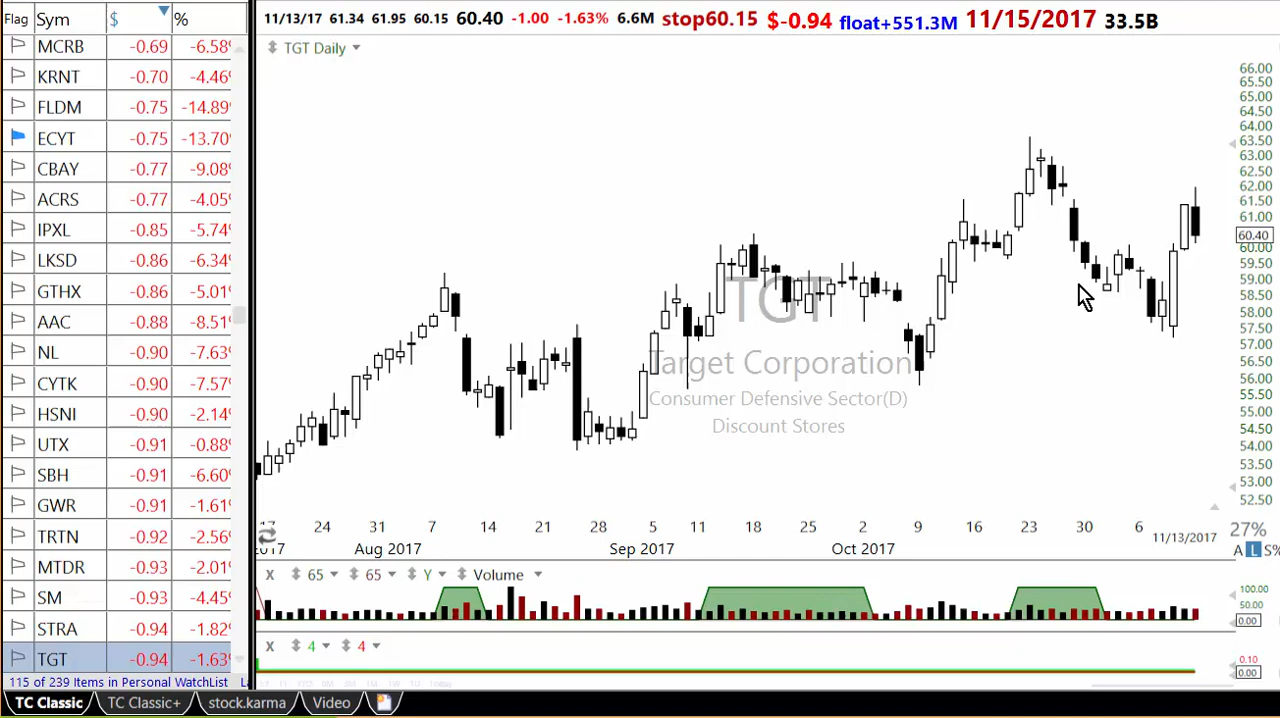 Flag Sym $ %
MCRB -0.69 -6.58%
KRNT -0.70 -4.46%
FLDM -0.75 -14.89%
ECYT -0.75 -13.70%
CBAY -0.77 -9.08%
ACRS -0.77 -4.05%
IPXL -0.85 -5.74%
LKSD -0.86 -6.34%
GTHX -0.86 -5.01%
AAC -0.88 -8.51%
NL -0.90 -7.63%
CYTK -0.90 -7.57%
HSNI -0.90 -2.14%
UTX -0.91 -0.88%
SBH -0.91 -6.60%
GWR -0.91 -1.61%
TRTN -0.92 -2.56%
MTDR -0.93 -2.01%
SM -0.93 -4.45%
STRA -0.94 -1.82%
TGT -0.94 -1.63%
115 of 239 Items in Personal WatchList
11/13/17 61.34 61.95 60.15 60.40 -1.00 -1.63% 6.6M stop60.15 $-0.94 float+551.3M 11/15/2017 33.5B
TGT Daily
66.00
65.50
65.00
64.50
64.00
63.50
63.00
62.50
62.00
61.50
61.00
60.40
60.00
59.50
59.00
58.50
58.00
57.50
57.00
56.50
56.00
55.50
55.00
54.50
54.00
53.50
53.00
52.50
TGT
Target Corporation
Consumer Defensive Sector(D)
Discount Stores
17 24 31 7 14 21 28 5 11 18 25 2 9 16 23 30 6 11/13/2017 27%
2017 Aug 2017 Sep 2017 Oct 2017 A L S%
X 65 65 Y Volume
100.00
50.00
0.00
X 4 4
0.10
0.00
TC Classic TC Classic+ stock.karma Video